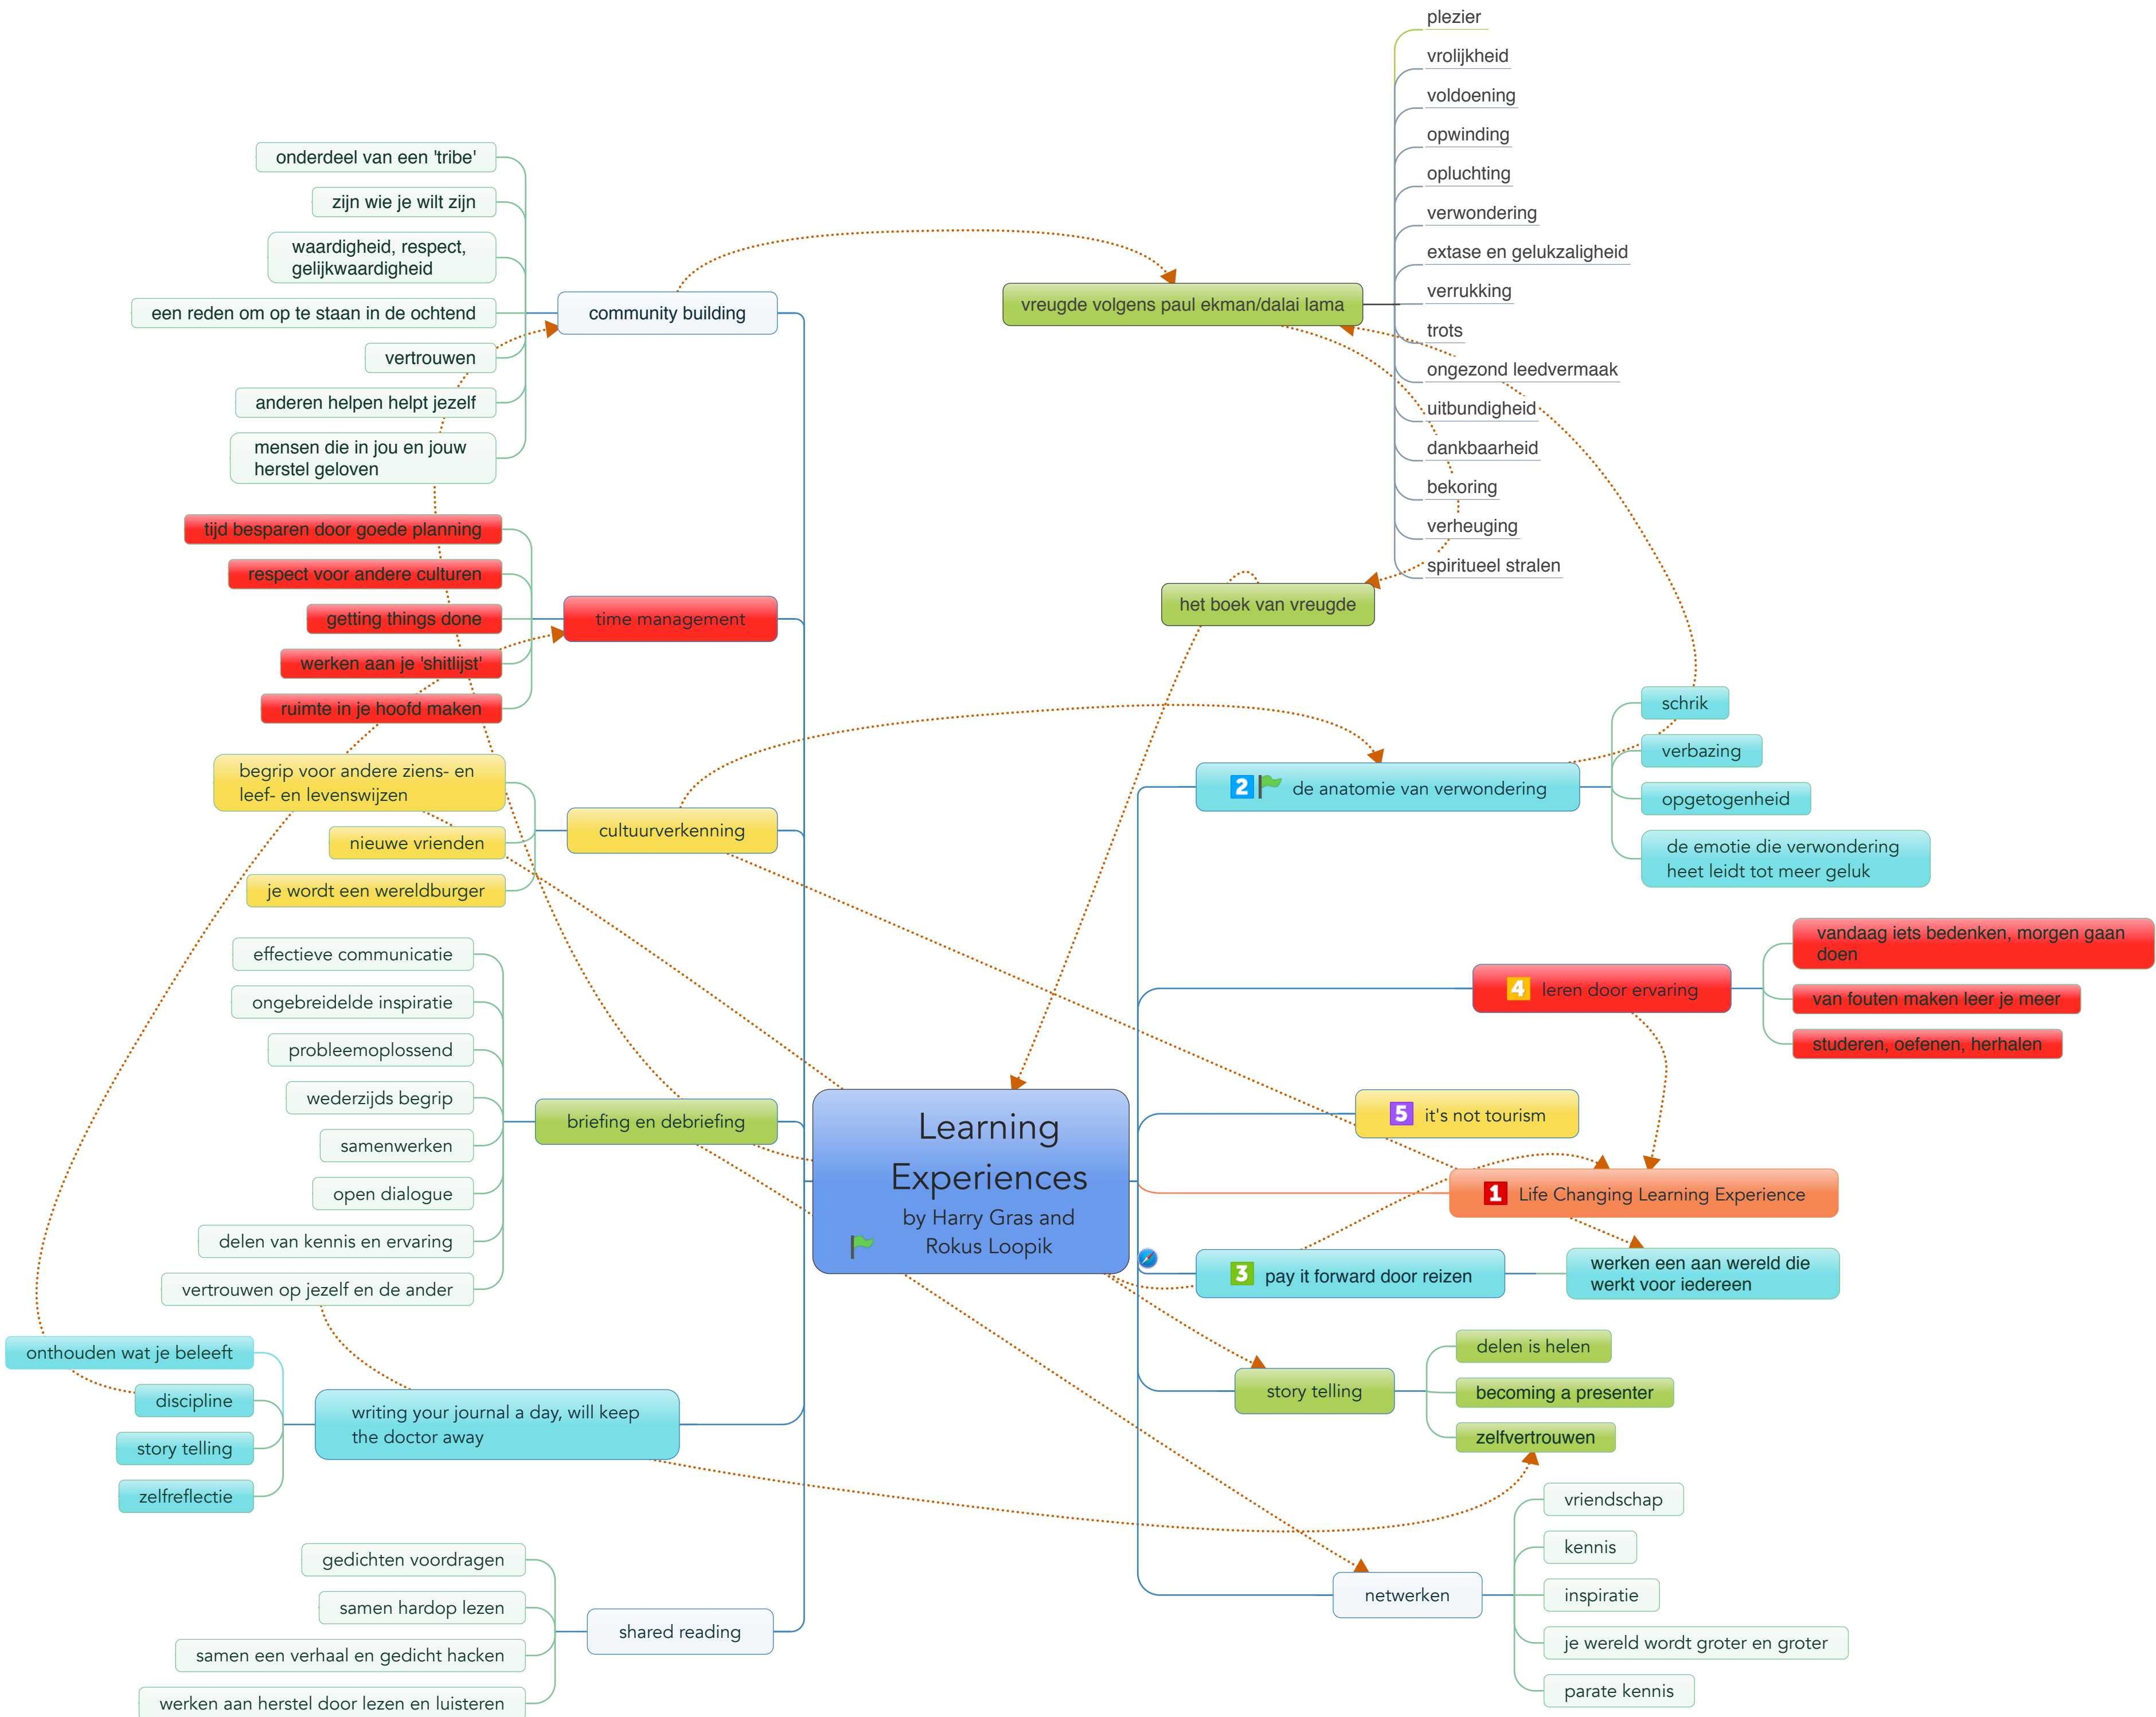 Learning
Experiences
by Harry Gras and
Rokus Loopik
community building
onderdeel van een 'tribe'
zijn wie je wilt zijn
waardigheid, respect,
gelijkwaardigheid
een reden om op te staan in de ochtend
vertrouwen
anderen helpen helpt jezelf
mensen die in jou en jouw
herstel geloven
time management
tijd besparen door goede planning
respect voor andere culturen
getting things done
werken aan je 'shitlijst'
ruimte in je hoofd maken
cultuurverkenning
begrip voor andere ziens- en
leef- en levenswijzen
nieuwe vrienden
je wordt een wereldburger
briefing en debriefing
effectieve communicatie
ongebreidelde inspiratie
probleemoplossend
wederzijds begrip
samenwerken
open dialogue
delen van kennis en ervaring
vertrouwen op jezelf en de ander
writing your journal a day, will keep
the doctor away
onthouden wat je beleeft
discipline
story telling
zelfreflectie
shared reading
gedichten voordragen
samen hardop lezen
samen een verhaal en gedicht hacken
werken aan herstel door lezen en luisteren
vreugde volgens paul ekman/dalai lama
plezier
vrolijkheid
voldoening
opwinding
opluchting
verwondering
extase en gelukzaligheid
verrukking
trots
ongezond leedvermaak
uitbundigheid
dankbaarheid
bekoring
verheuging
spiritueel stralen
het boek van vreugde
2 de anatomie van verwondering
schrik
verbazing
opgetogenheid
de emotie die verwondering
heet leidt tot meer geluk
4 leren door ervaring
vandaag iets bedenken, morgen gaan
doen
van fouten maken leer je meer
studeren, oefenen, herhalen
5 it's not tourism
1 Life Changing Learning Experience
3 pay it forward door reizen
werken een aan wereld die
werkt voor iedereen
story telling
delen is helen
becoming a presenter
zelfvertrouwen
netwerken
vriendschap
kennis
inspiratie
je wereld wordt groter en groter
parate kennis